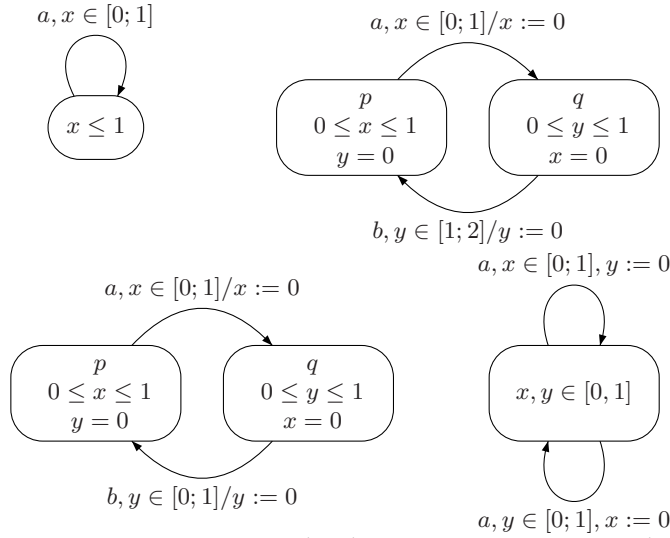 a, x ∈ [0; 1]
x ≤ 1
a, x ∈ [0; 1]/x := 0
p
0 ≤ x ≤ 1
y = 0
q
0 ≤ y ≤ 1
x = 0
b, y ∈ [1; 2]/y := 0
a, x ∈ [0; 1]/x := 0
p
0 ≤ x ≤ 1
y = 0
q
0 ≤ y ≤ 1
x = 0
b, y ∈ [0; 1]/y := 0
a, x ∈ [0; 1], y := 0
x, y ∈ [0, 1]
a, y ∈ [0; 1], x := 0